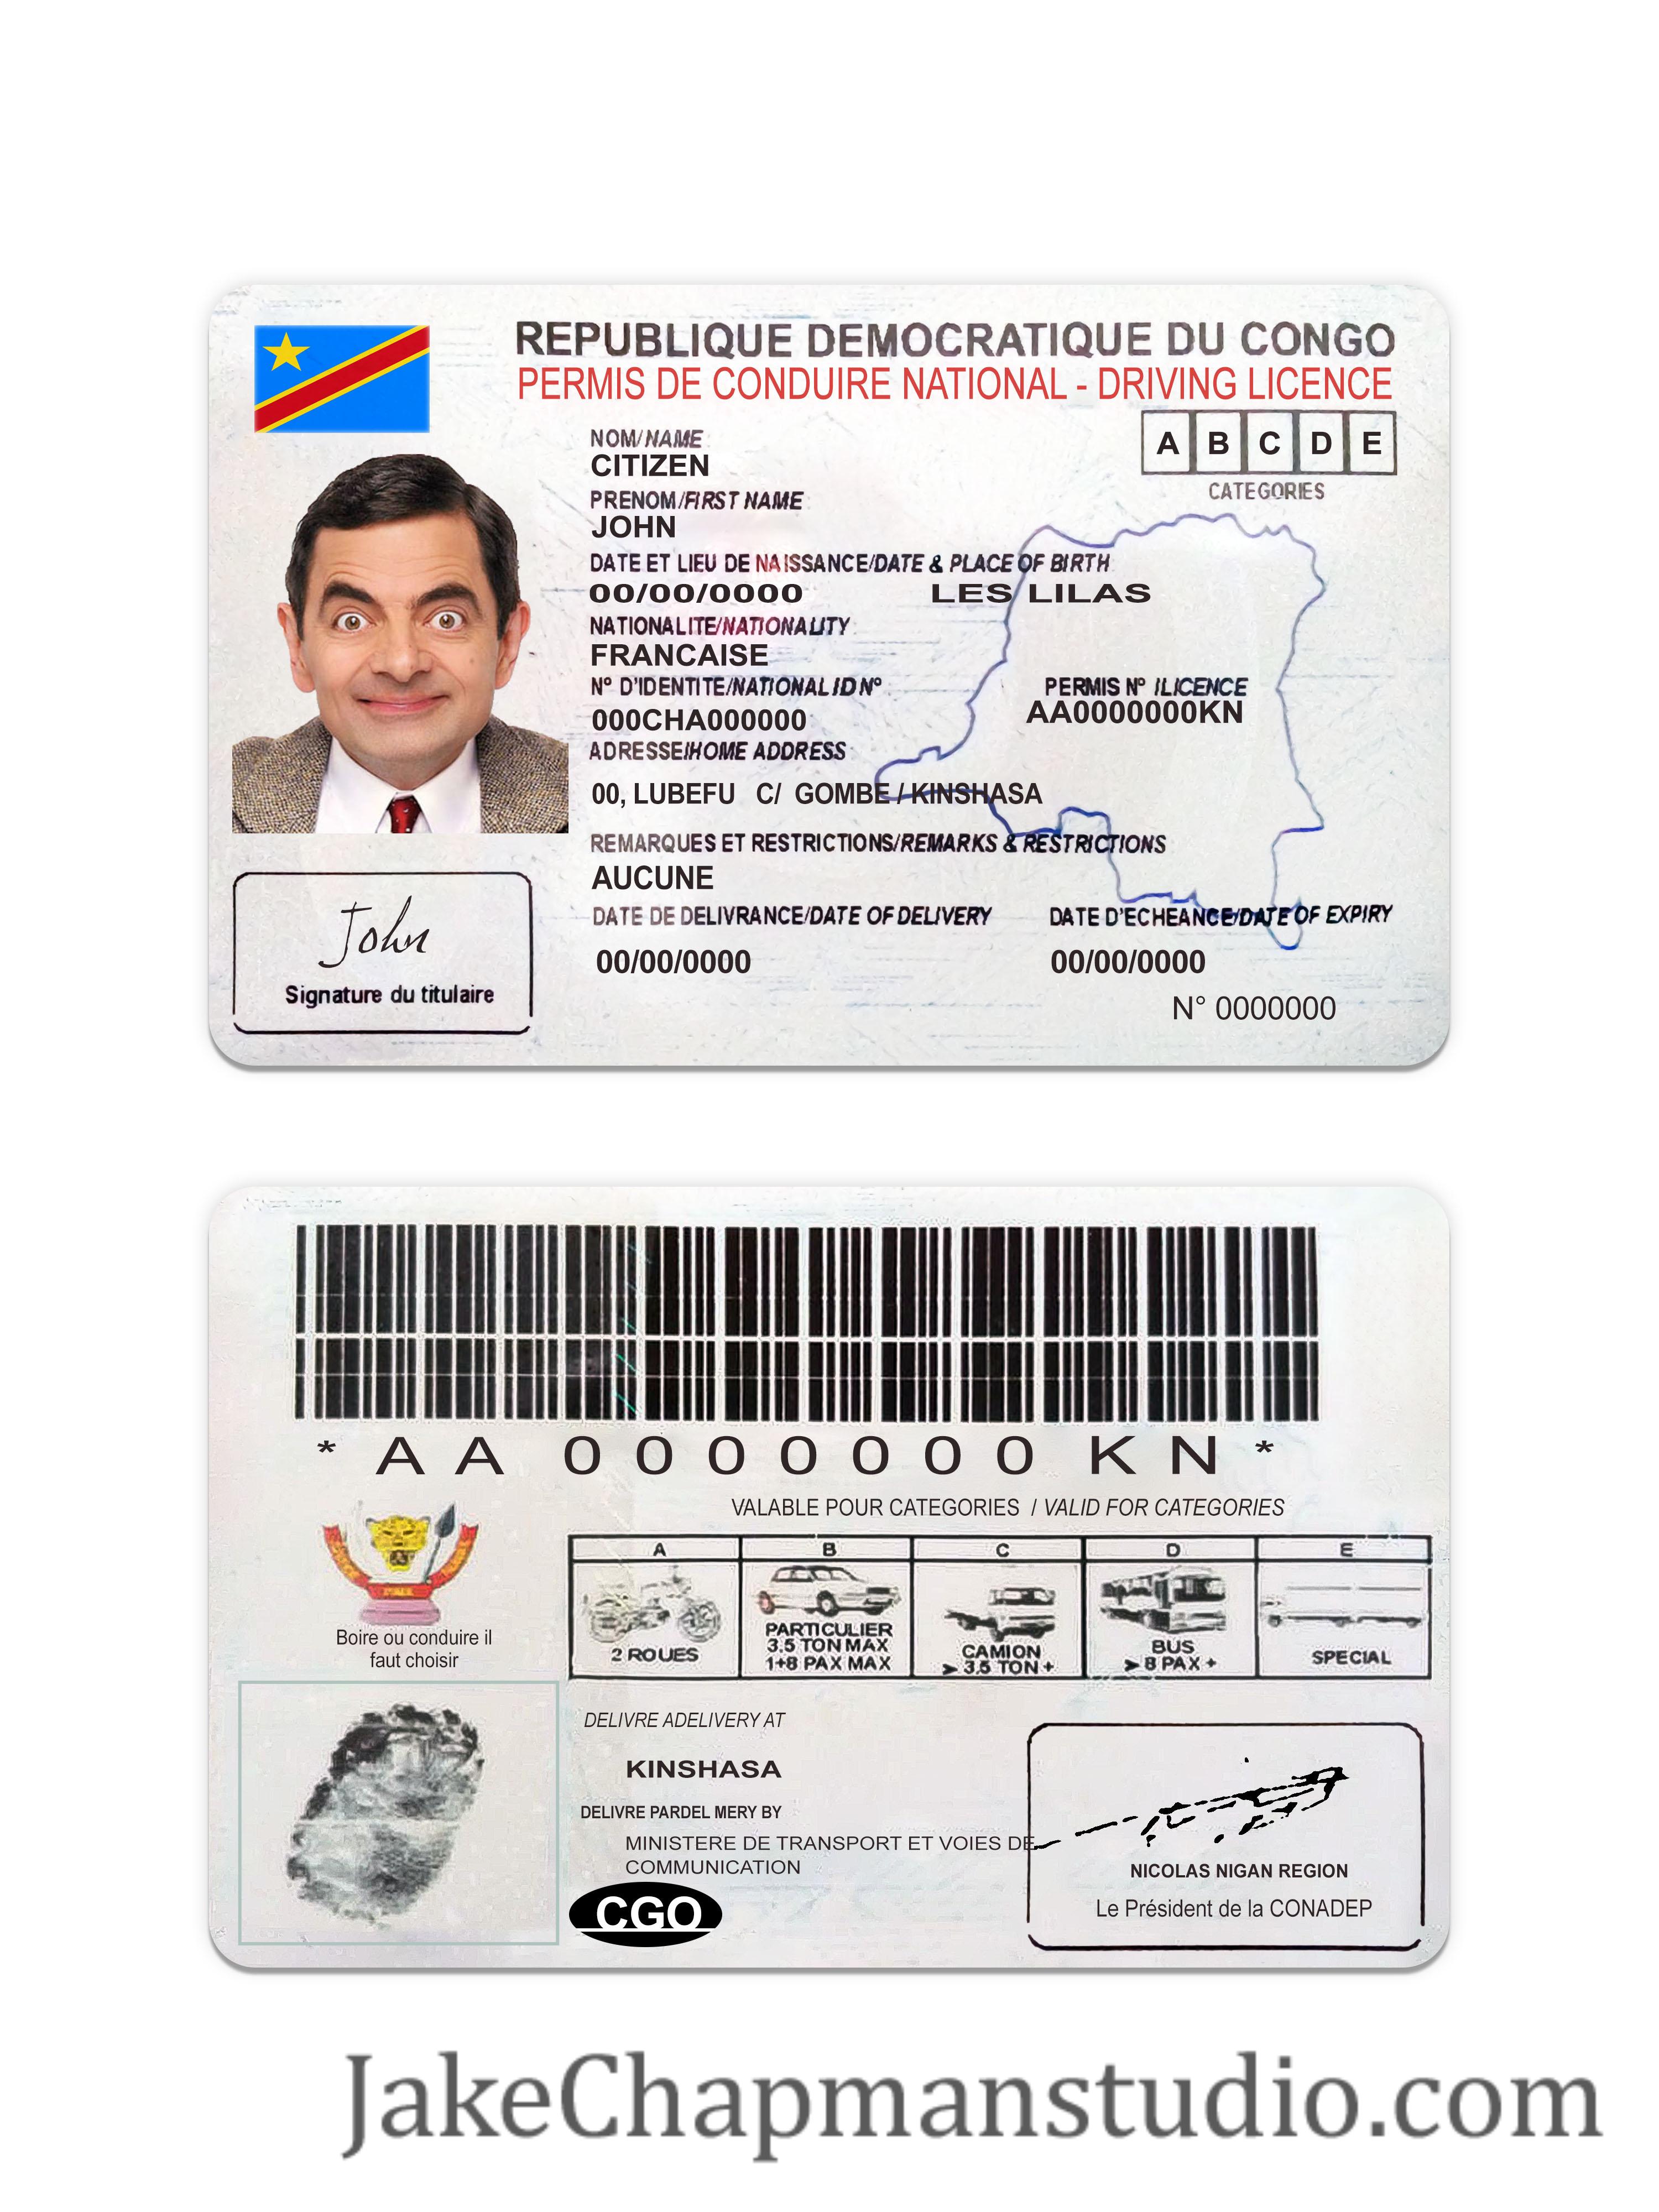 REPUBLIQUE DEMOCRATIQUE DU CONGO
PERMIS DE CONDUIRE NATIONAL - DRIVING LICENCE
A B C D E
CATEGORIES
NOM/NAME
CITIZEN
PRENOM/FIRST NAME
JOHN
DATE ET LIEU DE NAISSANCE/DATE & PLACE OF BIRTH
00/00/0000 LES LILAS
NATIONALITE/NATIONALITY
FRANCAISE
N° D'IDENTITE/NATIONAL ID N° PERMIS N° /LICENCE
000CHA000000 AA0000000KN
ADRESSE/HOME ADDRESS
00, LUBEFU C/ GOMBE / KINSHASA
REMARQUES ET RESTRICTIONS/REMARKS & RESTRICTIONS
AUCUNE
DATE DE DELIVRANCE/DATE OF DELIVERY DATE D'ECHEANCE/DATE OF EXPIRY
00/00/0000 00/00/0000
N° 0000000
John
Signature du titulaire
* A A 0 0 0 0 0 0 0 K N *
VALABLE POUR CATEGORIES / VALID FOR CATEGORIES
A B C D E
2 ROUES
PARTICULIER
3.5 TON MAX
1+8 PAX MAX
CAMION
> 3.5 TON +
BUS
> 8 PAX +
SPECIAL
Boire ou conduire il
faut choisir
DELIVRE ADELIVERY AT
KINSHASA
DELIVRE PARDEL MERY BY
MINISTERE DE TRANSPORT ET VOIES DE
COMMUNICATION
CGO
NICOLAS NIGAN REGION
Le Président de la CONADEP
JakeChapmanstudio.com